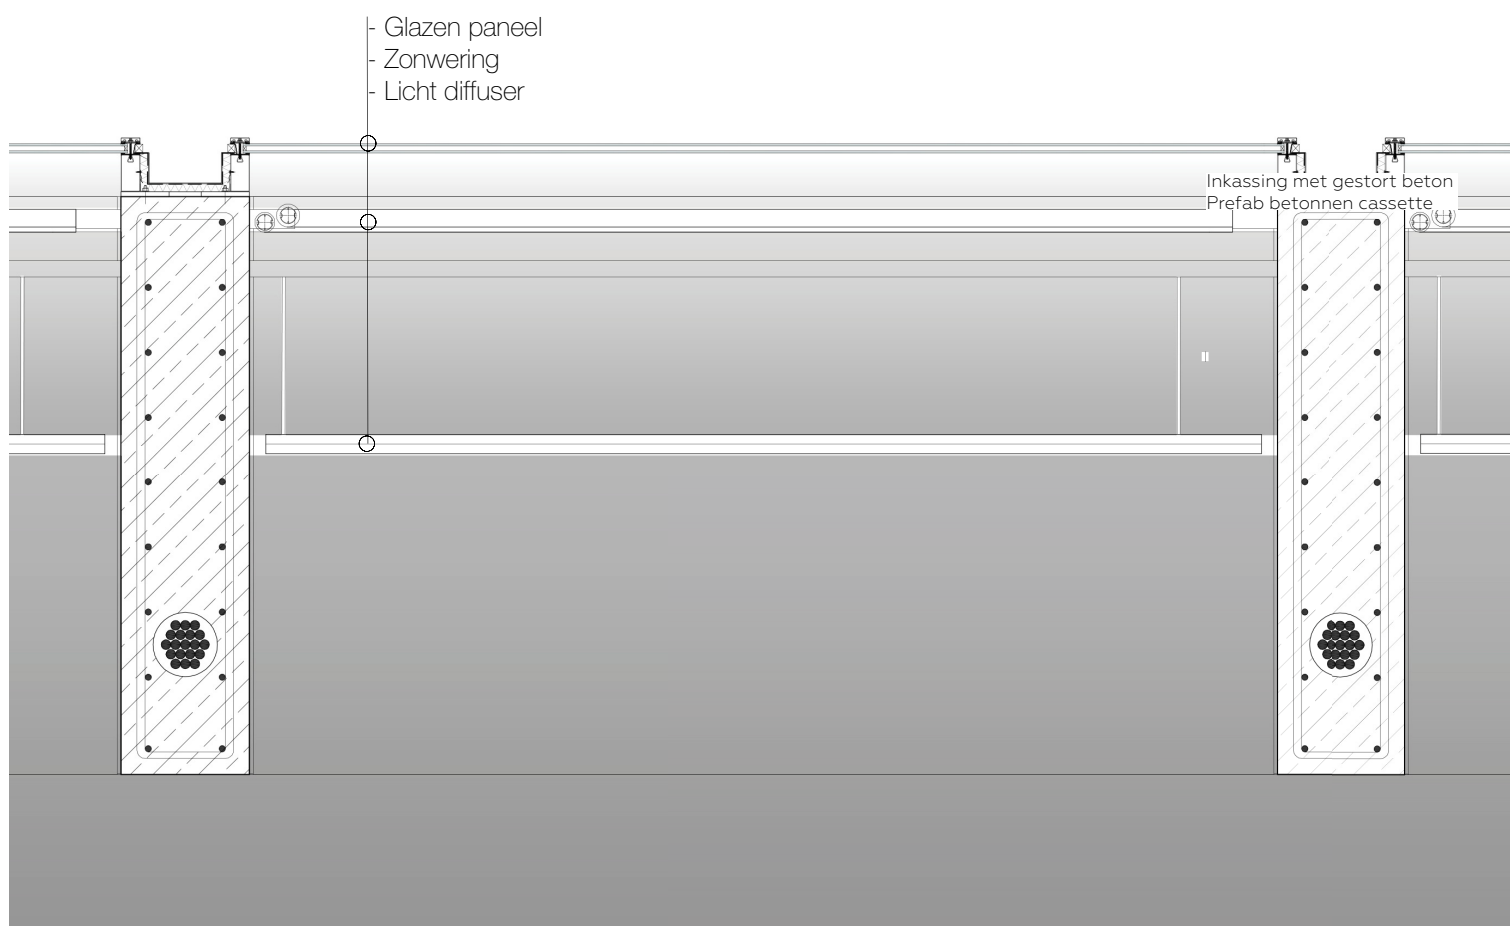 - Glazen paneel
- Zonwering
- Licht diffuser
Inkassing met gestort beton
Prefab betonnen cassette